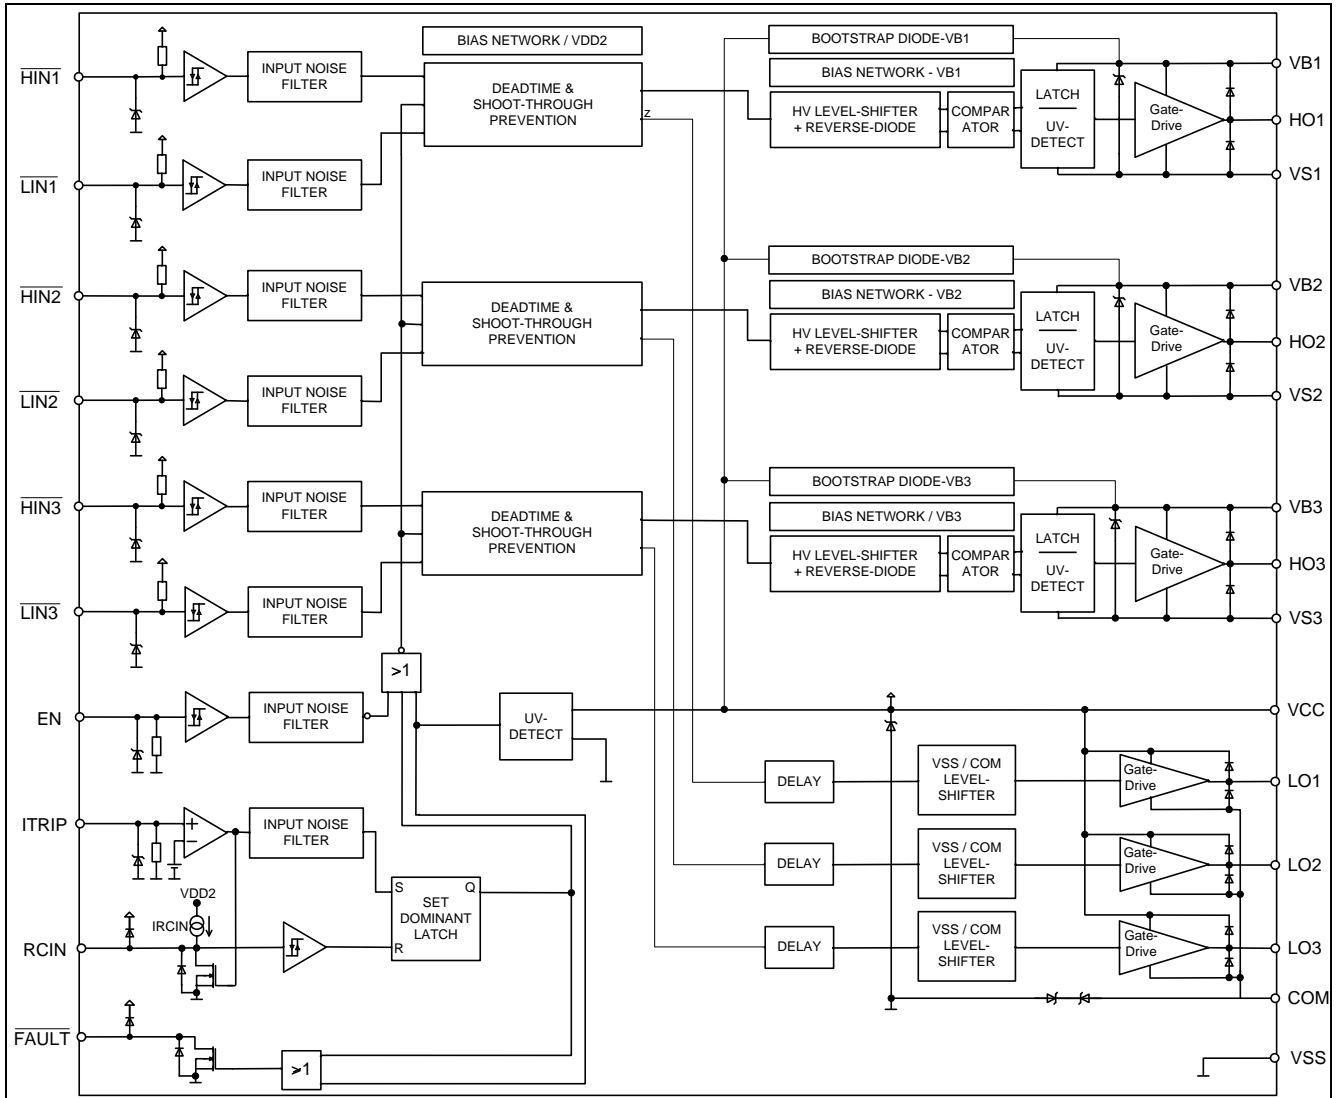 BIAS NETWORK / VDD2
BOOTSTRAP DIODE-VB1
HIN1
INPUT NOISE
FILTER
DEADTIME &
SHOOT-THROUGH
PREVENTION
Z
BIAS NETWORK - VB1
HV LEVEL-SHIFTER
+ REVERSE-DIODE
COMPAR
ATOR
LATCH
UV-
DETECT
Gate-
Drive
VB1
HO1
VS1
LIN1
INPUT NOISE
FILTER
BOOTSTRAP DIODE-VB2
HIN2
INPUT NOISE
FILTER
DEADTIME &
SHOOT-THROUGH
PREVENTION
BIAS NETWORK - VB2
HV LEVEL-SHIFTER
+ REVERSE-DIODE
COMPAR
ATOR
LATCH
UV-
DETECT
Gate-
Drive
VB2
HO2
VS2
LIN2
INPUT NOISE
FILTER
BOOTSTRAP DIODE-VB3
HIN3
INPUT NOISE
FILTER
DEADTIME &
SHOOT-THROUGH
PREVENTION
BIAS NETWORK / VB3
HV LEVEL-SHIFTER
+ REVERSE-DIODE
COMPAR
ATOR
LATCH
UV-
DETECT
Gate-
Drive
VB3
HO3
VS3
LIN3
INPUT NOISE
FILTER
>1
EN
INPUT NOISE
FILTER
UV-
DETECT
VCC
DELAY
VSS / COM
LEVEL-
SHIFTER
Gate-
Drive
LO1
ITRIP
+
−
INPUT NOISE
FILTER
DELAY
VSS / COM
LEVEL-
SHIFTER
Gate-
Drive
LO2
VDD2
IRCIN
S
Q
SET
DOMINANT
LATCH
R
RCIN
DELAY
VSS / COM
LEVEL-
SHIFTER
Gate-
Drive
LO3
COM
FAULT
>1
VSS